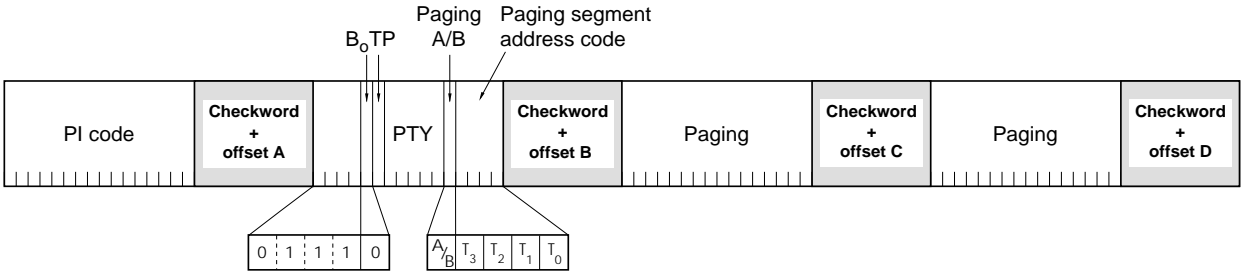 Paging Paging segment
BoTP A/B address code
PI code
Checkword
+
offset A
PTY
Checkword
+
offset B
Paging
Checkword
+
offset C
Paging
Checkword
+
offset D
0 1 1 1 0
A/B T3 T2 T1 T0